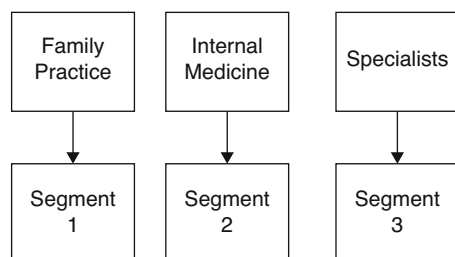 Family
Practice
Internal
Medicine
Specialists
Segment
1
Segment
2
Segment
3